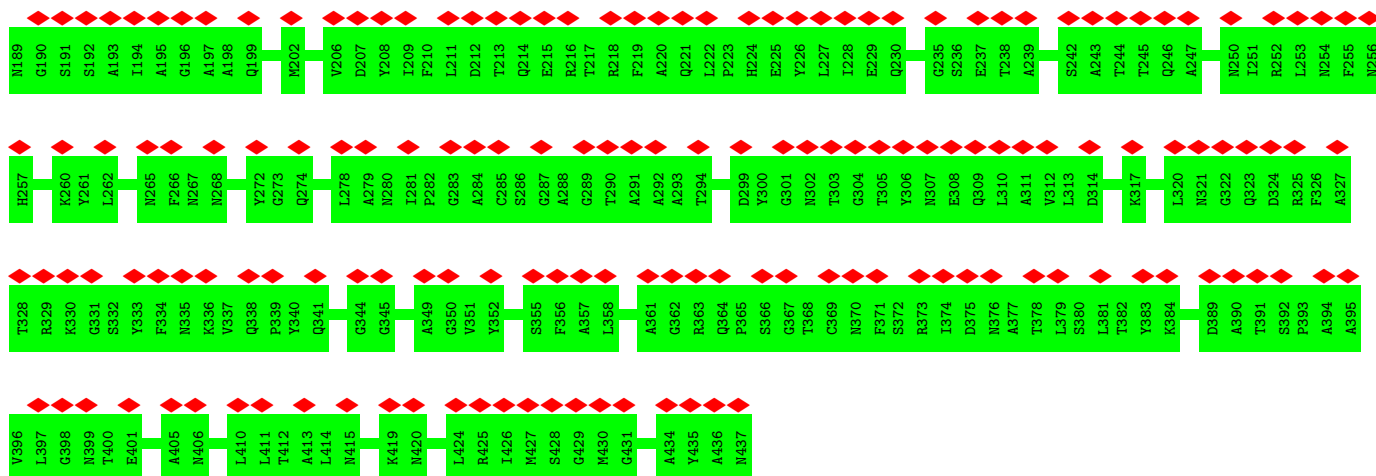 N189 G190 S191 S192 A193 I194 A195 G196 A197 A198 Q199 M202 V206 D207 Y208 I209 F210 L211 D212 T213 Q214 E215 R216 T217 R218 F219 A220 Q221 L222 P223 H224 E225 Y226 L227 I228 E229 Q230 G235 S236 E237 T238 A239 S242 A243 T244 T245 Q246 A247 N250 I251 R252 L253 N254 F255 N256
H257 K260 Y261 L262 N265 F266 N267 N268 Y272 G273 Q274 L278 A279 N280 I281 P282 G283 A284 C285 S286 G287 A288 G289 T290 A291 A292 A293 T294 D299 Y300 G301 N302 T303 G304 T305 Y306 N307 E308 Q309 L310 A311 V312 L313 D314 K317 L320 N321 G322 Q323 D324 R325 F326 A327
T328 R329 K330 G331 S332 Y333 F334 N335 K336 V337 Q338 P339 Y340 Q341 G344 G345 A349 G350 V351 Y352 S355 F356 A357 L358 A361 G362 R363 Q364 P365 S366 G367 T368 C369 N370 F371 S372 R373 I374 D375 N376 A377 T378 L379 S380 L381 T382 Y383 K384 D389 A390 T391 S392 P393 A394 A395
V396 L397 G398 N399 T400 E401 A405 N406 L410 L411 T412 A413 L414 N415 K419 N420 L424 R425 I426 M427 S428 G429 M430 G431 A434 Y435 A436 N437